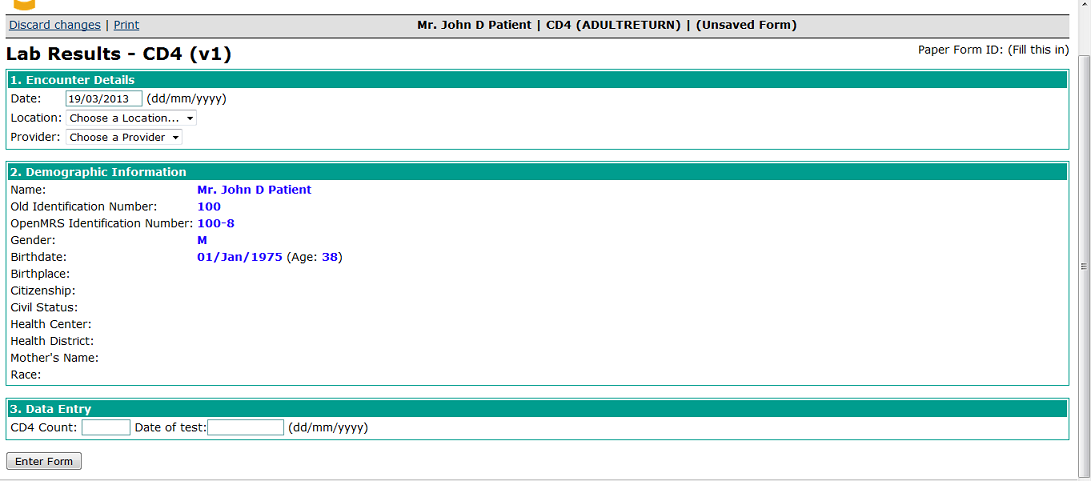 Discard changes | Print
Mr. John D Patient | CD4 (ADULTRETURN) | (Unsaved Form)
Lab Results - CD4 (v1)
Paper Form ID: (Fill this in)
1. Encounter Details
Date: 19/03/2013 (dd/mm/yyyy)
Location: Choose a Location...
Provider: Choose a Provider
2. Demographic Information
Name: Mr. John D Patient
Old Identification Number: 100
OpenMRS Identification Number: 100-8
Gender: M
Birthdate: 01/Jan/1975 (Age: 38)
Birthplace:
Citizenship:
Civil Status:
Health Center:
Health District:
Mother's Name:
Race:
3. Data Entry
CD4 Count: Date of test: (dd/mm/yyyy)
Enter Form